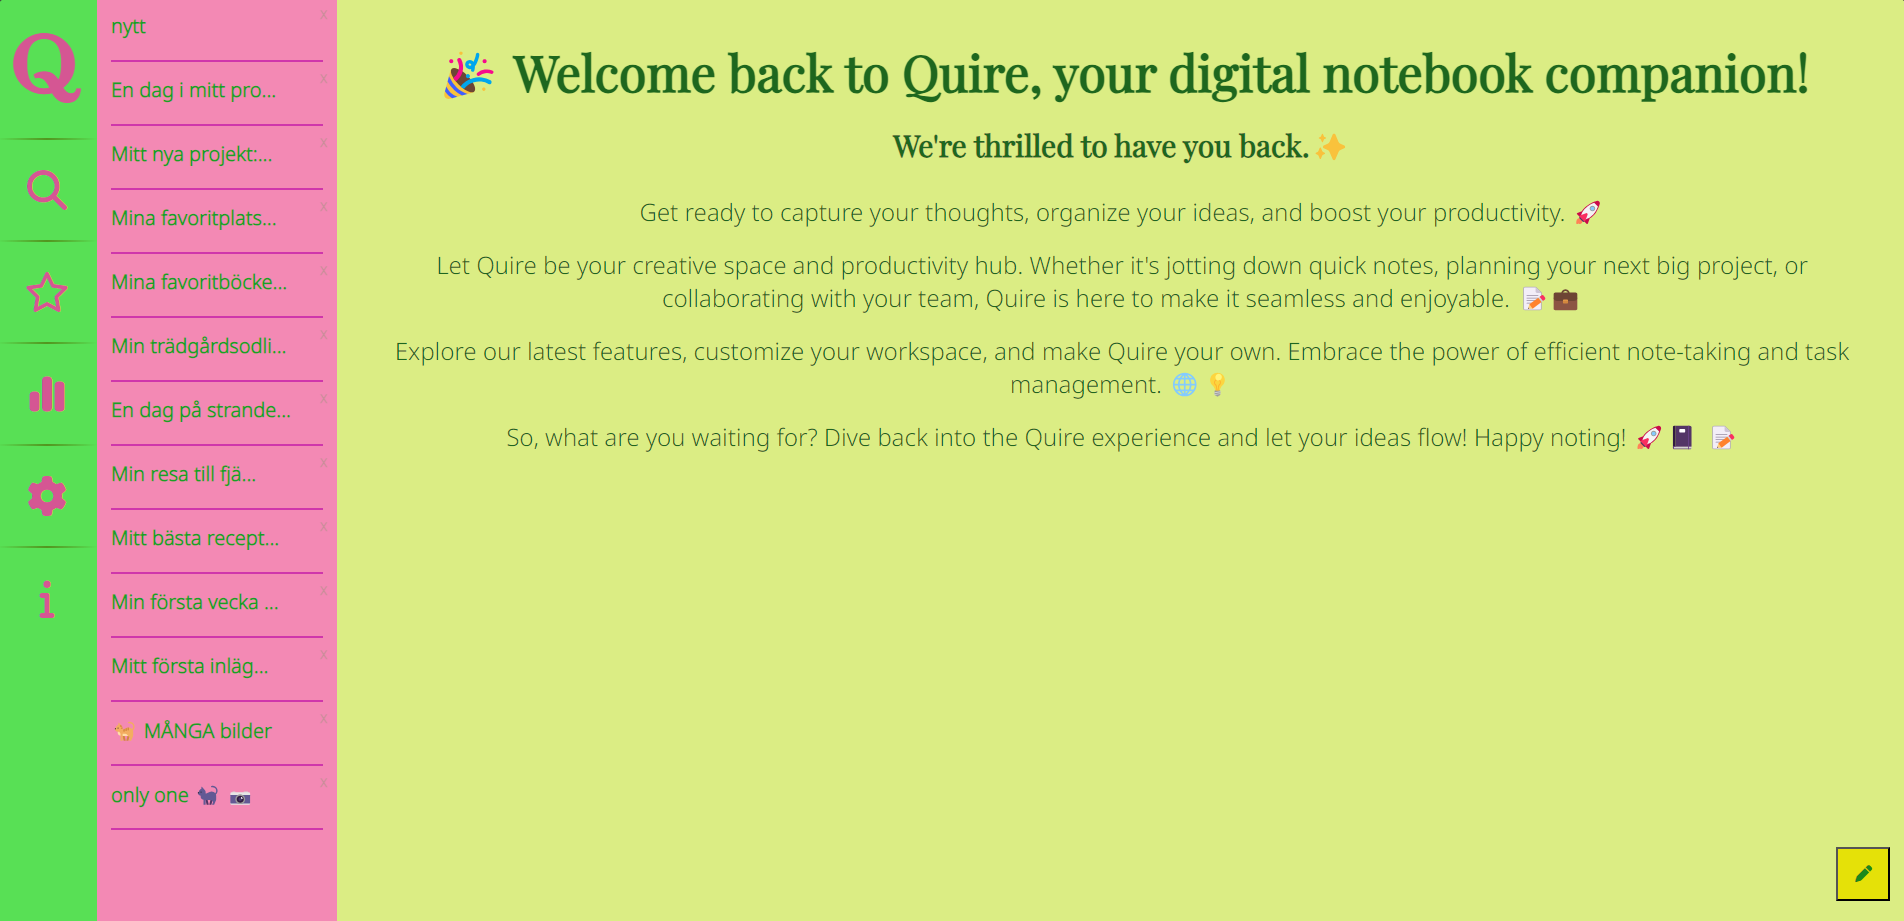 Q
nytt
x
En dag i mitt pro...
x
Mitt nya projekt:...
x
Mina favoritplats...
x
Mina favoritböcke...
x
Min trädgårdsodli...
x
En dag på strande...
x
Min resa till fjä...
x
Mitt bästa recept...
x
Min första vecka ...
x
Mitt första inläg...
x
🐈 MÅNGA bilder
x
only one 🐈‍⬛ 📷
x
🎉 Welcome back to Quire, your digital notebook companion!
We're thrilled to have you back. ✨
Get ready to capture your thoughts, organize your ideas, and boost your productivity. 🚀
Let Quire be your creative space and productivity hub. Whether it's jotting down quick notes, planning your next big project, or
collaborating with your team, Quire is here to make it seamless and enjoyable. 📝 💼
Explore our latest features, customize your workspace, and make Quire your own. Embrace the power of efficient note-taking and task
management. 🌐 💡
So, what are you waiting for? Dive back into the Quire experience and let your ideas flow! Happy noting! 🚀 📓 📝